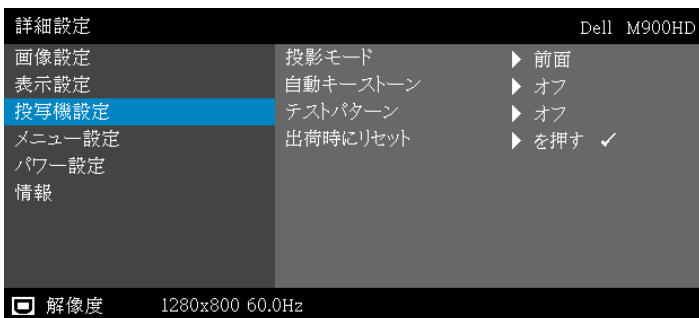 詳細設定 Dell M900HD
画像設定 投影モード 前面
表示設定 自動キーストーン オフ
投写機設定 テストパターン オフ
メニュー設定 出荷時にリセット を押す ✓
パワー設定
情報
解像度 1280x800 60.0Hz